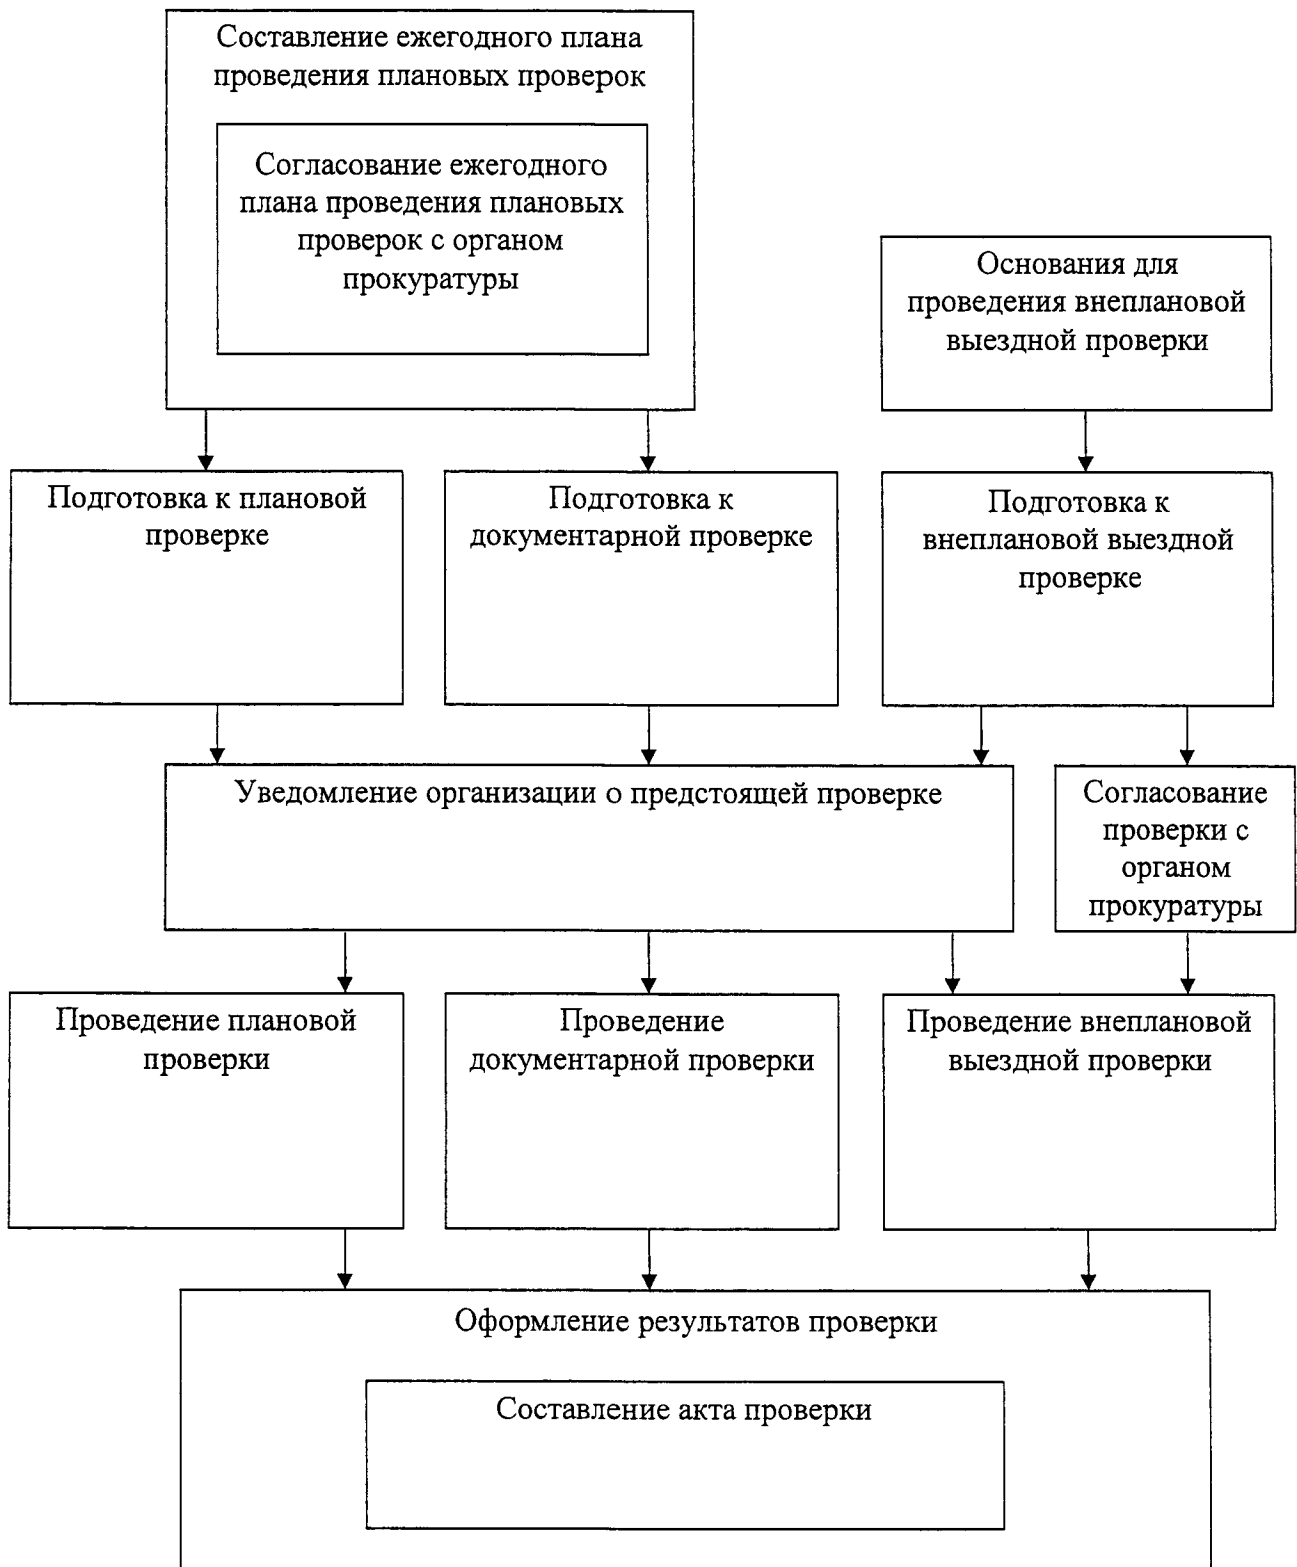 Составление ежегодного плана
проведения плановых проверок
Согласование ежегодного
плана проведения плановых
проверок с органом
прокуратуры
Основания для
проведения внеплановой
выездной проверки
Подготовка к плановой
проверке
Подготовка к
документарной проверке
Подготовка к
внеплановой выездной
проверке
Уведомление организации о предстоящей проверке
Согласование
проверки с
органом
прокуратуры
Проведение плановой
проверки
Проведение
документарной проверки
Проведение внеплановой
выездной проверки
Оформление результатов проверки
Составление акта проверки